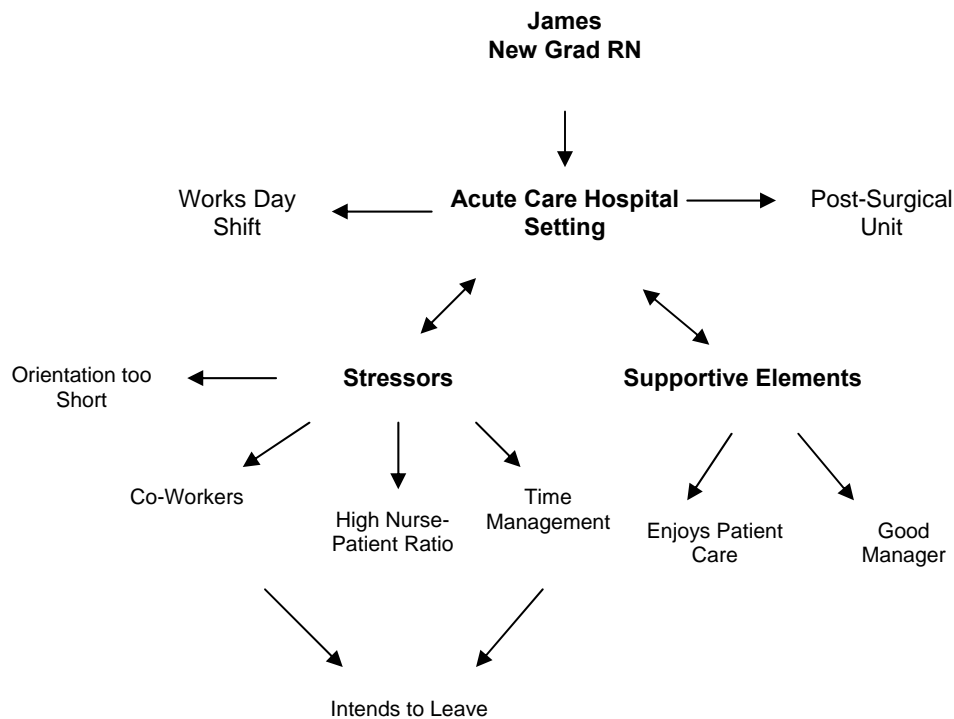 James
New Grad RN
Works Day
Shift
Acute Care Hospital
Setting
Post-Surgical
Unit
Orientation too
Short
Stressors
Supportive Elements
Co-Workers
High Nurse-
Patient Ratio
Time
Management
Enjoys Patient
Care
Good
Manager
Intends to Leave